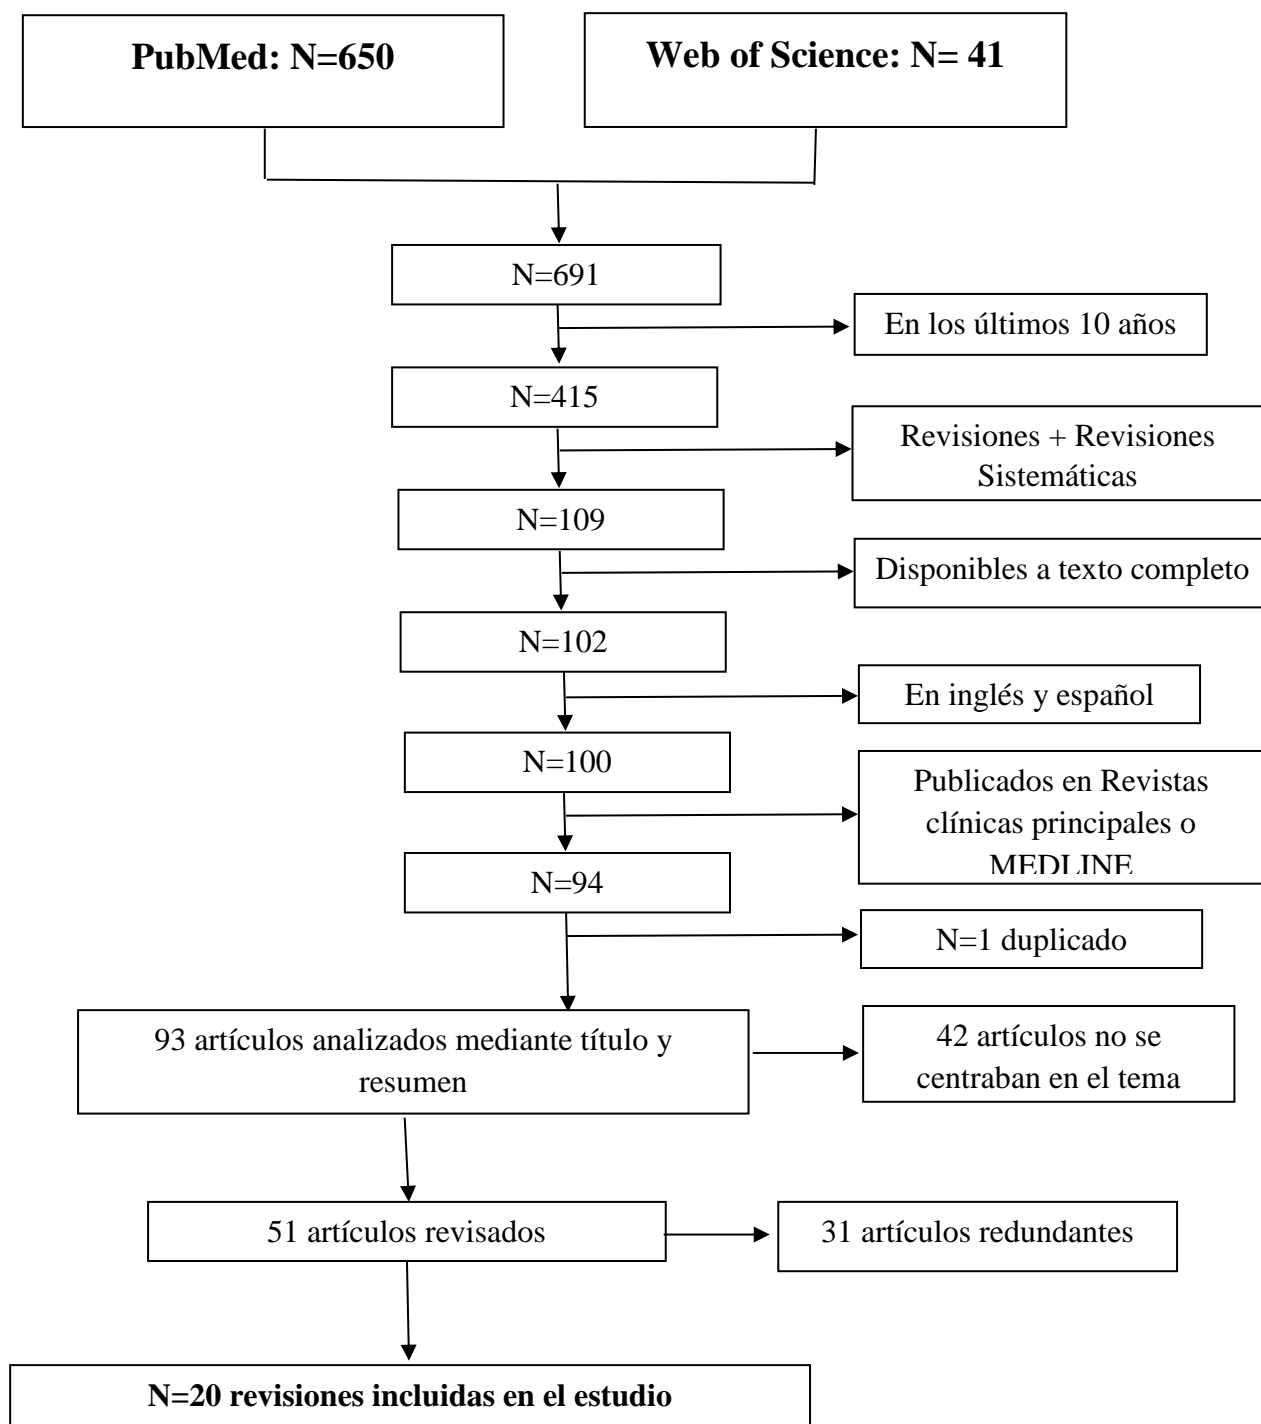 PubMed: N=650
Web of Science: N= 41
N=691
En los últimos 10 años
N=415
Revisiones + Revisiones
Sistemáticas
N=109
Disponibles a texto completo
N=102
En inglés y español
N=100
Publicados en Revistas
clínicas principales o
MEDLINE
N=94
N=1 duplicado
93 artículos analizados mediante título y
resumen
42 artículos no se
centraban en el tema
51 artículos revisados
31 artículos redundantes
N=20 revisiones incluidas en el estudio